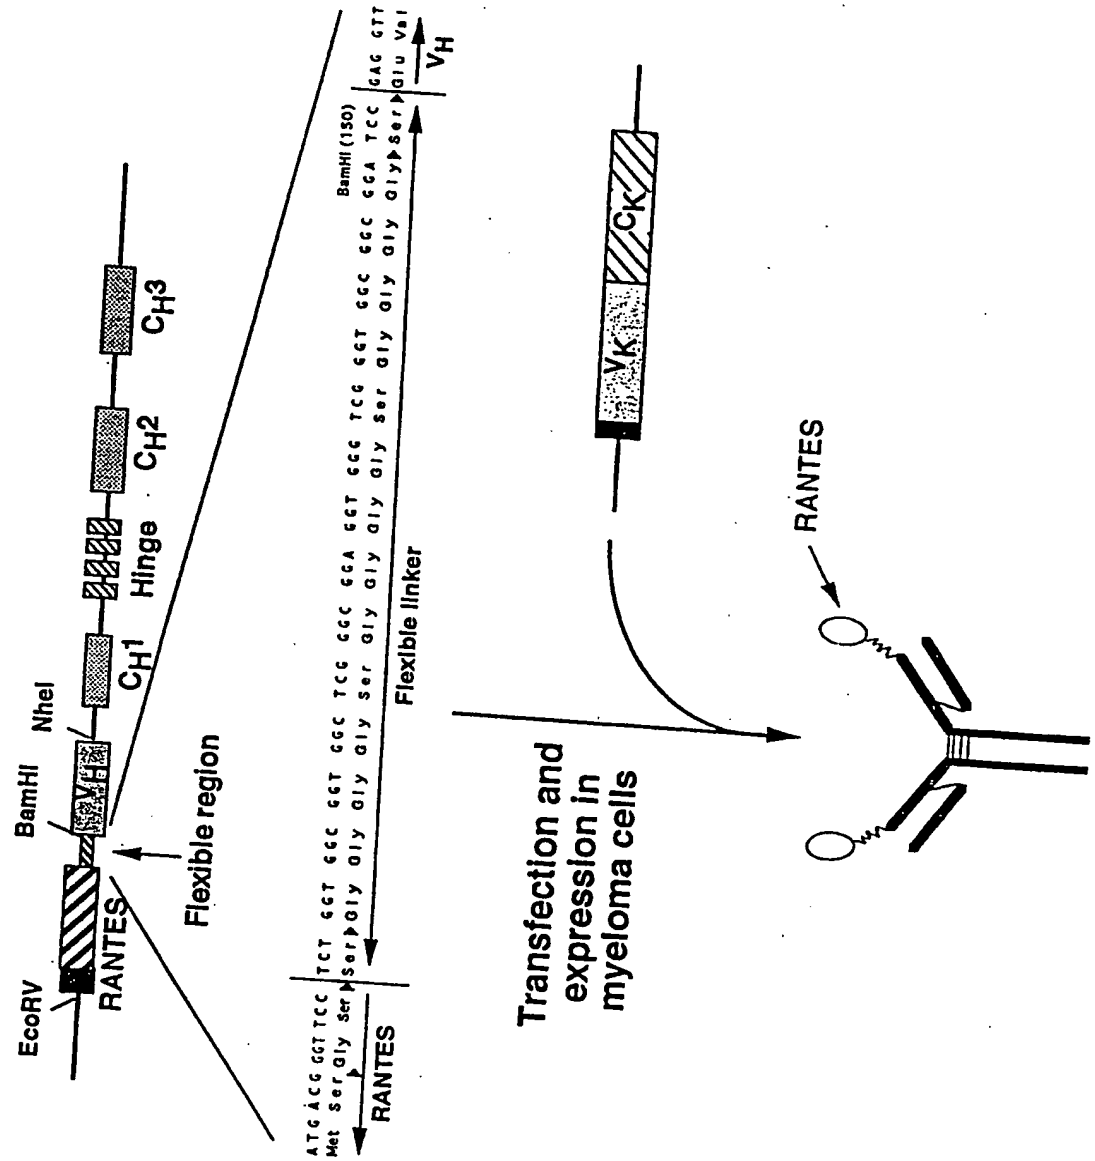 EcoRV
BamHI
NheI
RANTES
VH
CH1
Hinge
CH2
CH3
Flexible region
BamHI (150)
ATG ACG GGT TCC TCT GGT GGC GGT GGC TCG GGC GGA GGT GGG TCG GGT GGC GGC GGA TCC GAG GTT
Met Ser Gly Ser Ser Gly Gly Gly Gly Ser Gly Gly Gly Gly Ser Gly Gly Gly Gly Ser Glu Val
RANTES
Flexible linker
VH
Transfection and
expression in
myeloma cells
VK
CK
RANTES